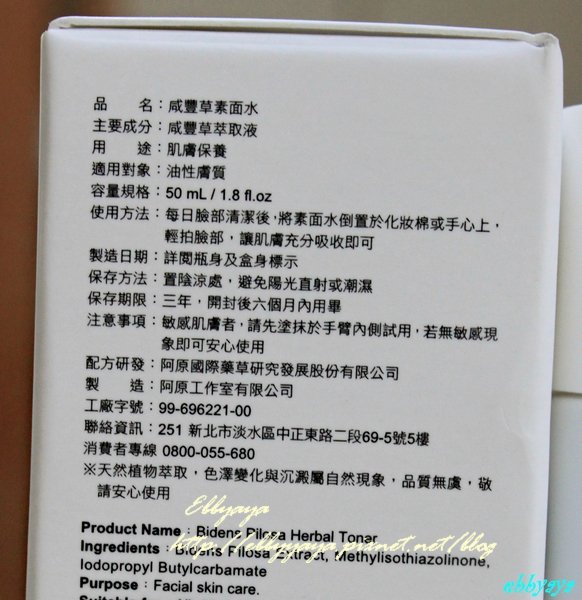 品　　名：咸豐草素面水
主要成分：咸豐草萃取液
用　　途：肌膚保養
適用對象：油性膚質
容量規格：50 mL / 1.8 fl.oz
使用方法：每日臉部清潔後，將素面水倒置於化妝棉或手心上，
輕拍臉部，讓肌膚充分吸收即可
製造日期：詳閱瓶身及盒身標示
保存方法：置陰涼處，避免陽光直射或潮濕
保存期限：三年，開封後六個月內用畢
注意事項：敏感肌膚者，請先塗抹於手臂內側試用，若無敏感現
象即可安心使用
配方研發：阿原國際藥草研究發展股份有限公司
製　　造：阿原工作室有限公司
工廠字號：99-696221-00
聯絡資訊：251 新北市淡水區中正東路二段69-5號5樓
消費者專線 0800-055-680
※天然植物萃取，色澤變化與沉澱屬自然現象，品質無虞，敬
請安心使用
Ellyyaya
Product Name：Bidens Pilosa Herbal Tonar
http://ellyyaya.pixnet.net/blog
Ingredients：Bidens Pilosa Extract, Methylisothiazolinone,
Iodopropyl Butylcarbamate
Purpose：Facial skin care.
ebbyaya